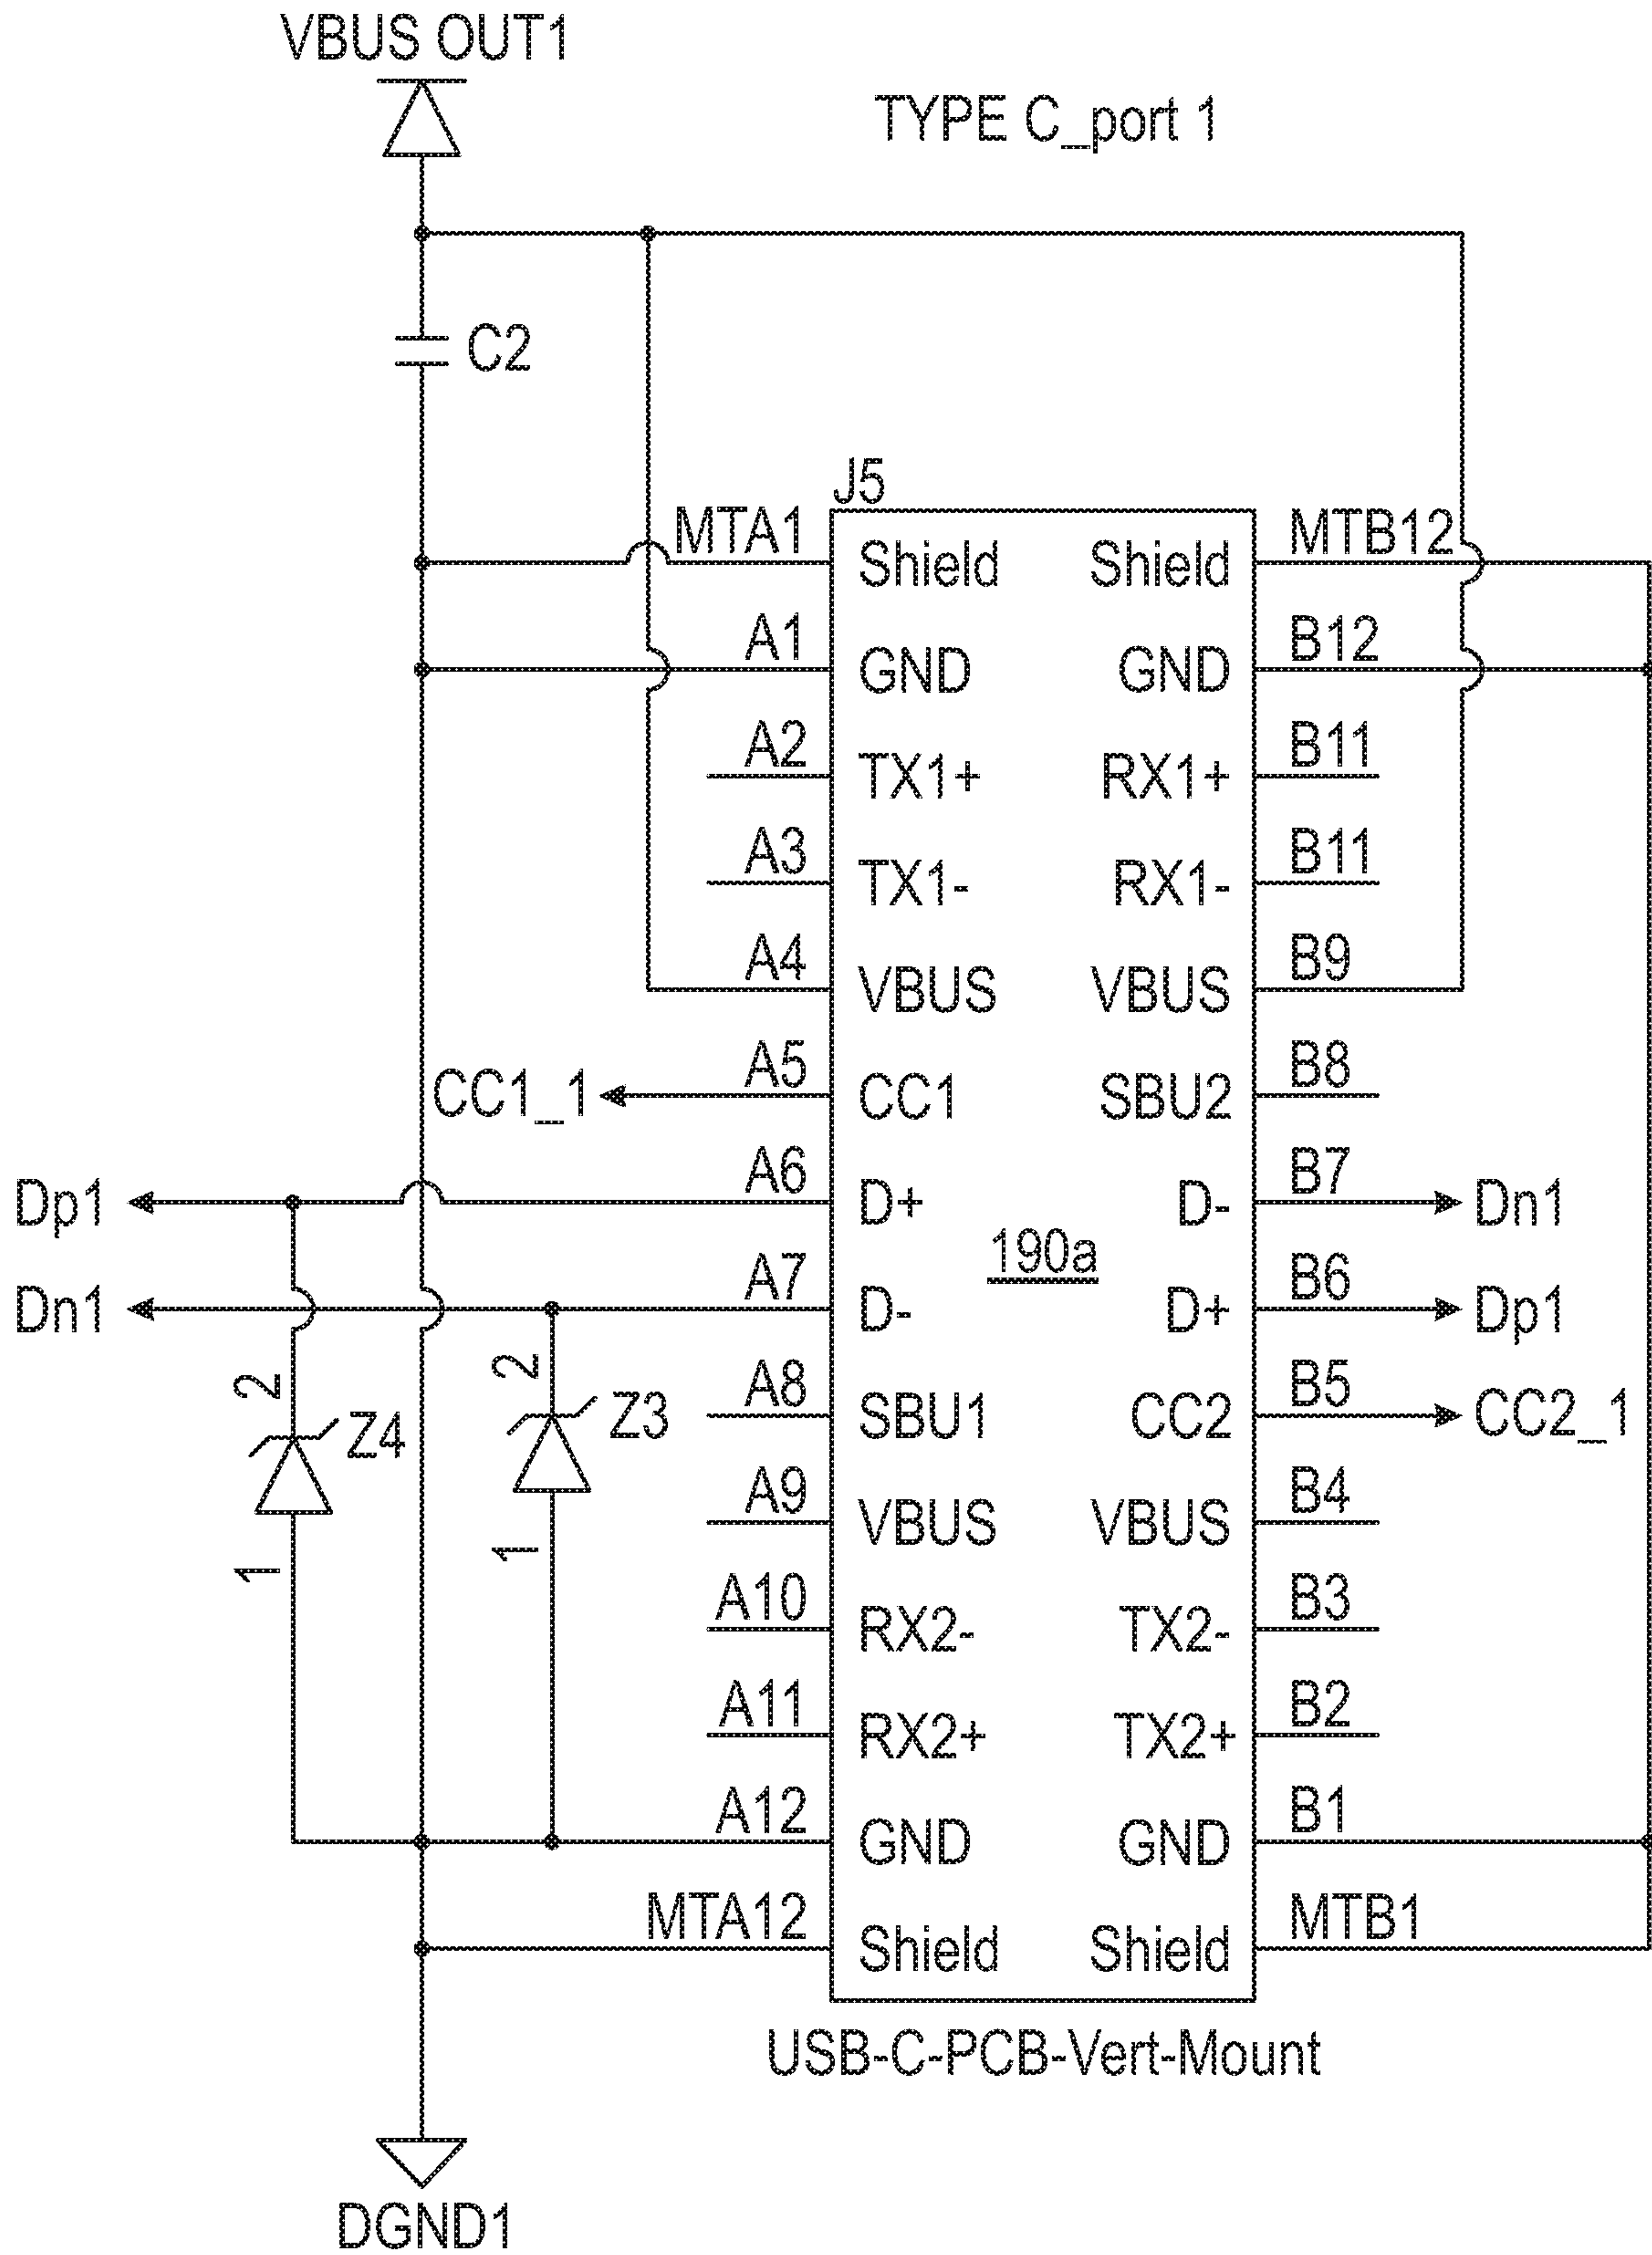 VBUS OUT1
TYPE C_port 1
C2
J5
MTA1 Shield Shield MTB12
A1 GND GND B12
A2 TX1+ RX1+ B11
A3 TX1- RX1- B11
A4 VBUS VBUS B9
CC1_1 A5 CC1 SBU2 B8
Dp1 A6 D+ D- B7 Dn1
190a
Dn1 A7 D- D+ B6 Dp1
2 2
A8 SBU1 CC2 B5 CC2_1
Z4 Z3
A9 VBUS VBUS B4
1 1
A10 RX2- TX2- B3
A11 RX2+ TX2+ B2
A12 GND GND B1
MTA12 Shield Shield MTB1
USB-C-PCB-Vert-Mount
DGND1